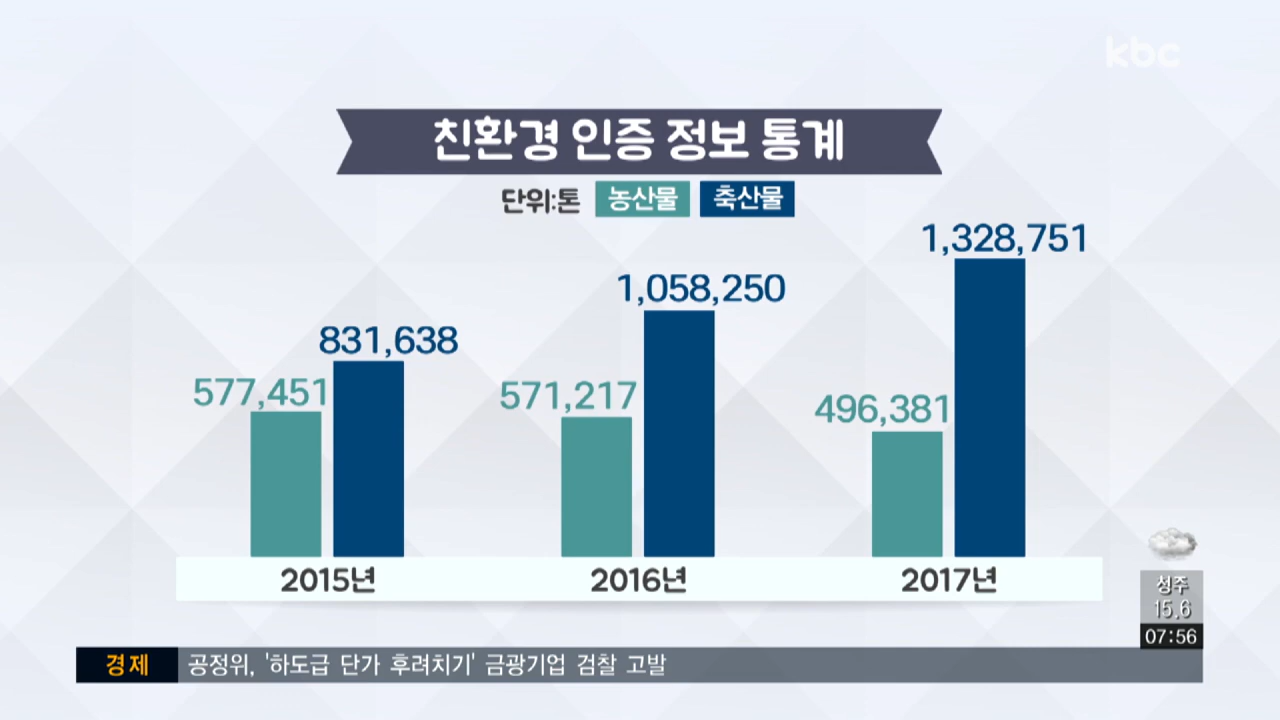 kbc
친환경 인증 정보 통계
단위:톤 농산물 축산물
1,328,751
1,058,250
831,638
577,451
571,217
496,381
2015년 2016년 2017년
성주
15.6
07:56
경제 공정위, '하도급 단가 후려치기' 금광기업 검찰 고발